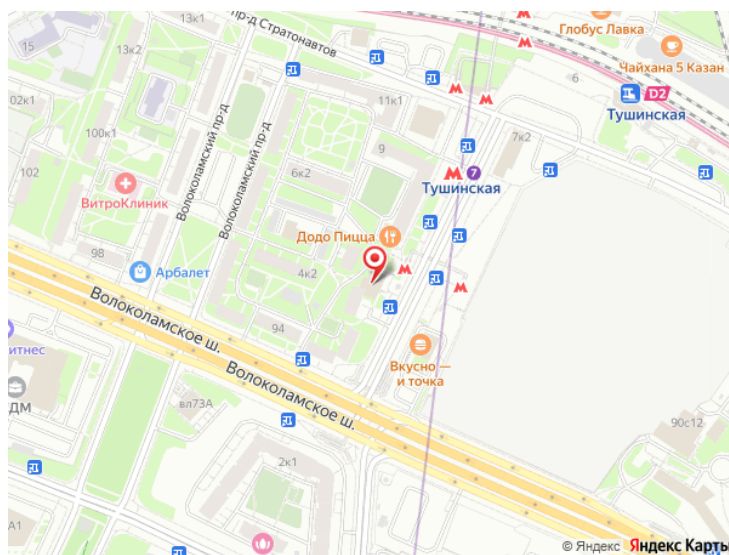 Глобус Лавка
13к2
пр-д Стратонавтов
15
13к1
Чайхана 5 Казан
6
D2
Тушинская
02к1
11к1
100к1
7к2
9
102
6к2
7
Тушинская
ВитроКлиник
Волоколамский пр-д
Волоколамский пр-д
Додо Пицца
98
Арбалет
4к2
Волоколамское ш.
94
итнес
Вкусно —
и точка
Волоколамское ш.
ДМ
вл73А
90с12
2к1
А1
© Яндекс Яндекс Карты